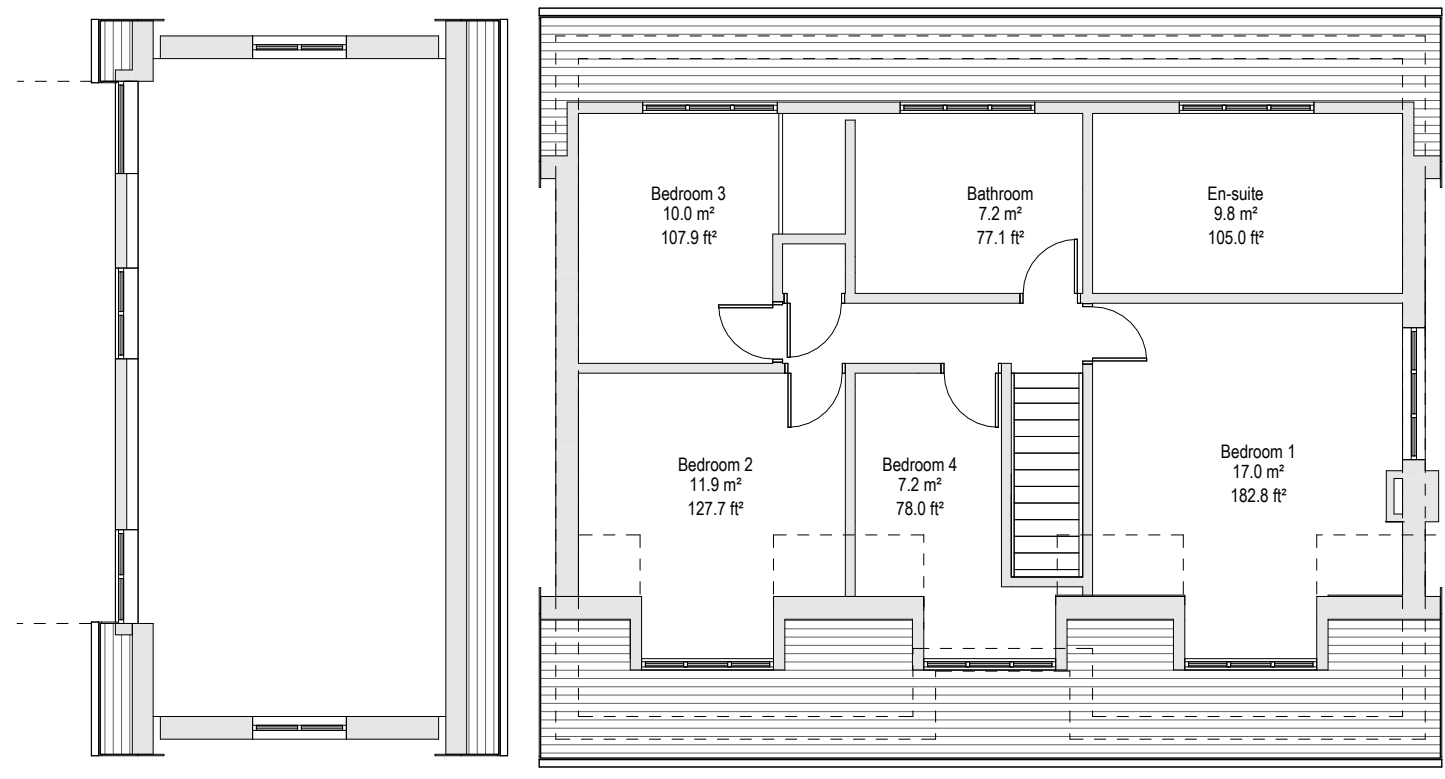 Bedroom 3
10.0 m²
107.9 ft²
Bathroom
7.2 m²
77.1 ft²
En-suite
9.8 m²
105.0 ft²
Bedroom 2
11.9 m²
127.7 ft²
Bedroom 4
7.2 m²
78.0 ft²
Bedroom 1
17.0 m²
182.8 ft²